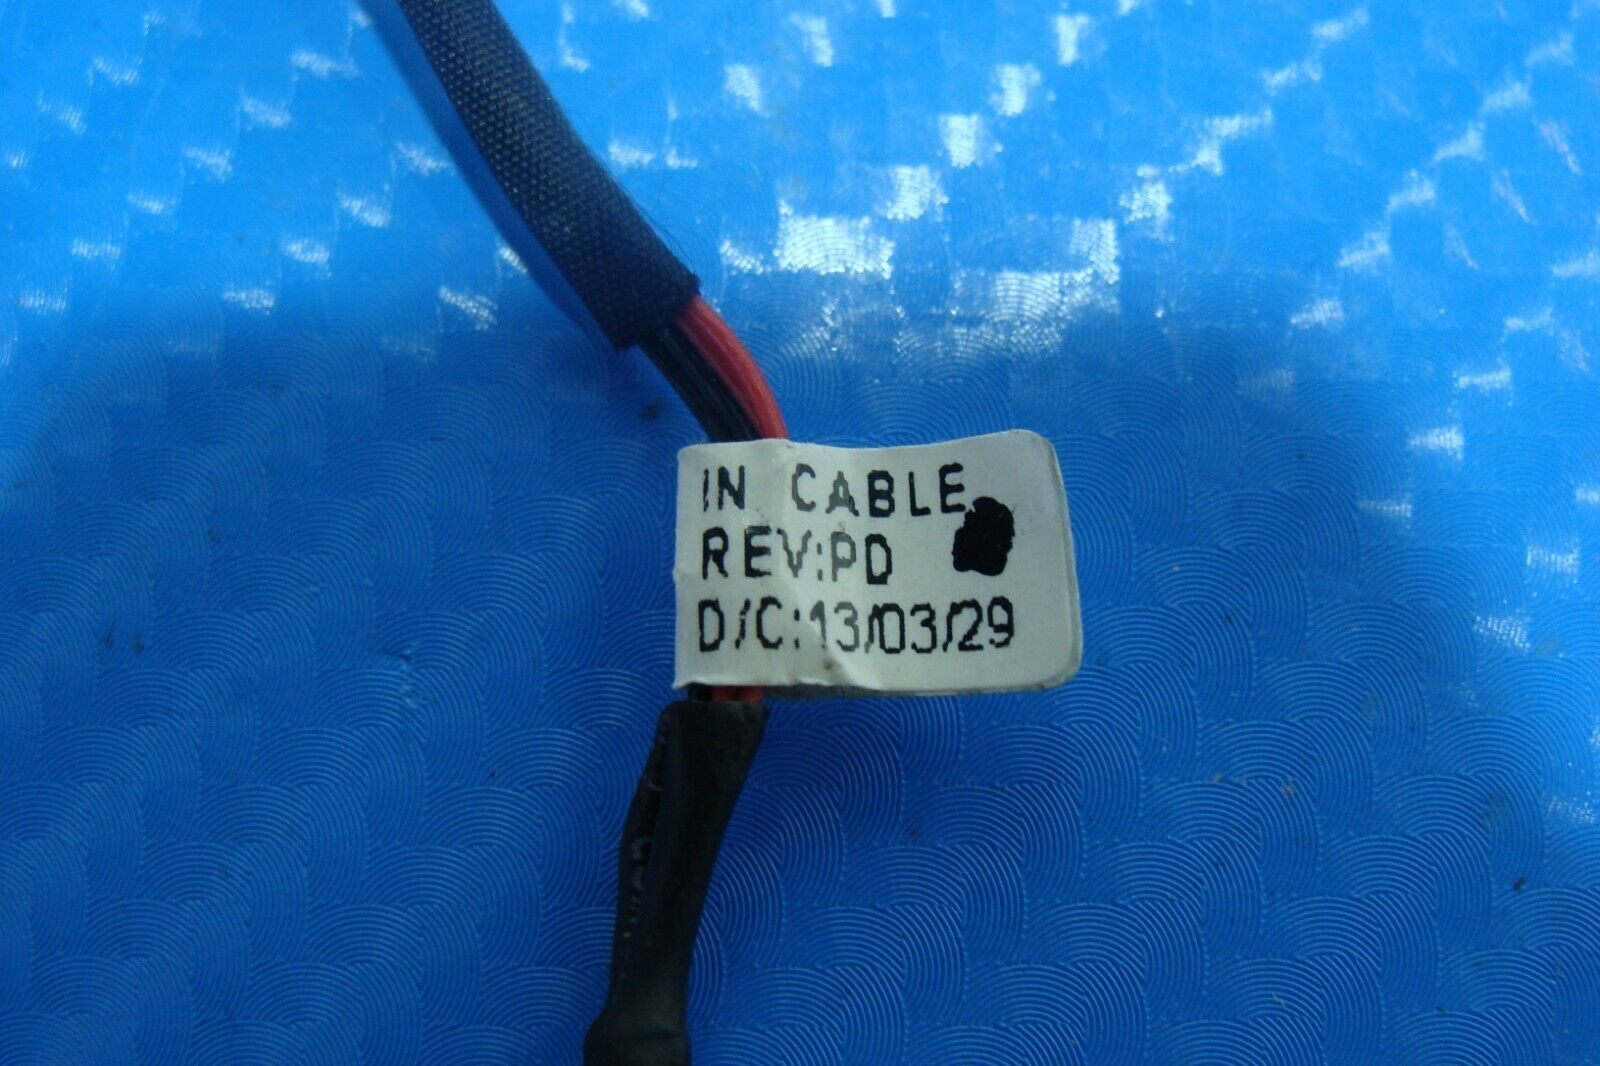 IN CABLE
REV:PD
D/C:13/03/29